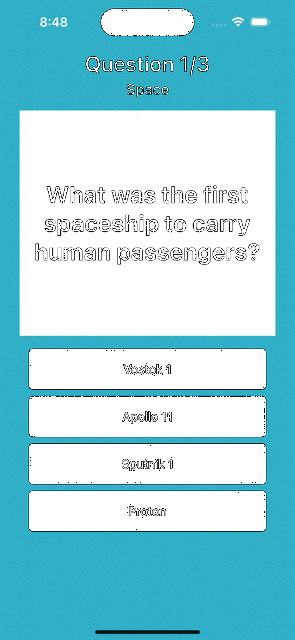 8:48
Question 1/3
Space
What was the first
spaceship to carry
human passengers?
Vostok 1
Apollo 11
Sputnik 1
Proton